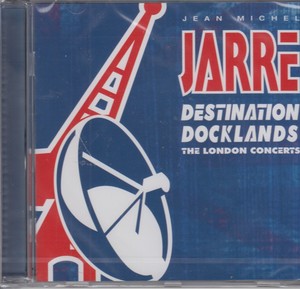 JEAN MICHEL
JARRE
DESTINATION
DOCKLANDS
THE LONDON CONCERTS